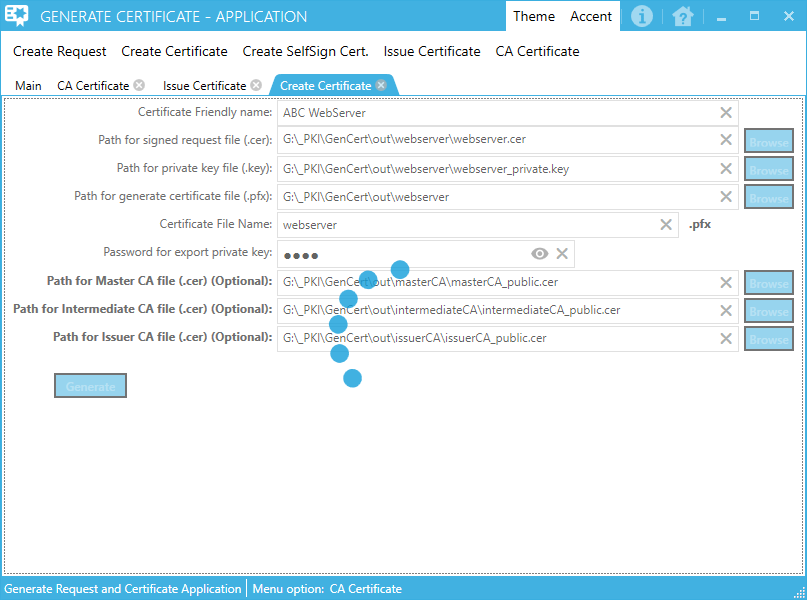 GENERATE CERTIFICATE - APPLICATION Theme Accent
Create Request Create Certificate Create SelfSign Cert. Issue Certificate CA Certificate
Main CA Certificate Issue Certificate Create Certificate
Certificate Friendly name: ABC WebServer
Path for signed request file (.cer): G:\_PKI\GenCert\out\webserver\webserver.cer Browse
Path for private key file (.key): G:\_PKI\GenCert\out\webserver\webserver_private.key Browse
Path for generate certificate file (.pfx): G:\_PKI\GenCert\out\webserver Browse
Certificate File Name: webserver .pfx
Password for export private key: ●●●●
Path for Master CA file (.cer) (Optional): G:\_PKI\GenCert\out\masterCA\masterCA_public.cer Browse
Path for Intermediate CA file (.cer) (Optional): G:\_PKI\GenCert\out\intermediateCA\intermediateCA_public.cer Browse
Path for Issuer CA file (.cer) (Optional): G:\_PKI\GenCert\out\issuerCA\issuerCA_public.cer Browse
Generate
Generate Request and Certificate Application Menu option: CA Certificate